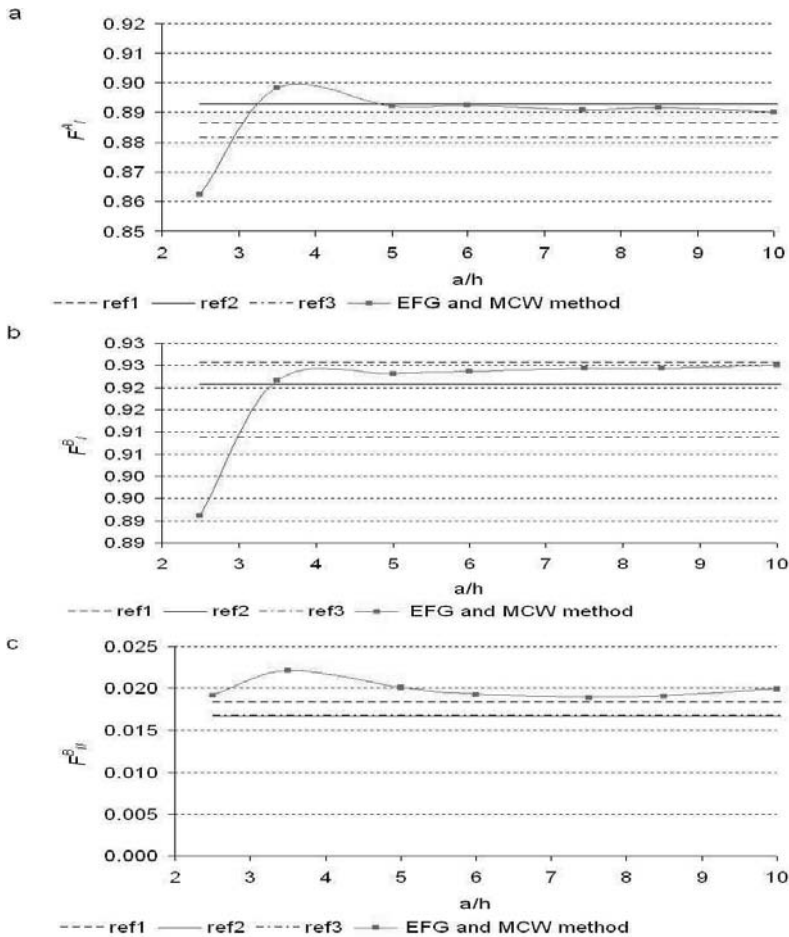 a
0.92
0.91
0.90
0.89
0.88
0.87
0.86
0.85
F^A_I
2 3 4 5 6 7 8 9 10
a/h
ref1 ref2 ref3 EFG and MCW method
b
0.93
0.93
0.92
0.92
0.91
0.91
0.90
0.90
0.89
0.89
F^B_I
2 3 4 5 6 7 8 9 10
a/h
ref1 ref2 ref3 EFG and MCW method
c
0.025
0.020
0.015
0.010
0.005
0.000
F^B_II
2 3 4 5 6 7 8 9 10
a/h
ref1 ref2 ref3 EFG and MCW method